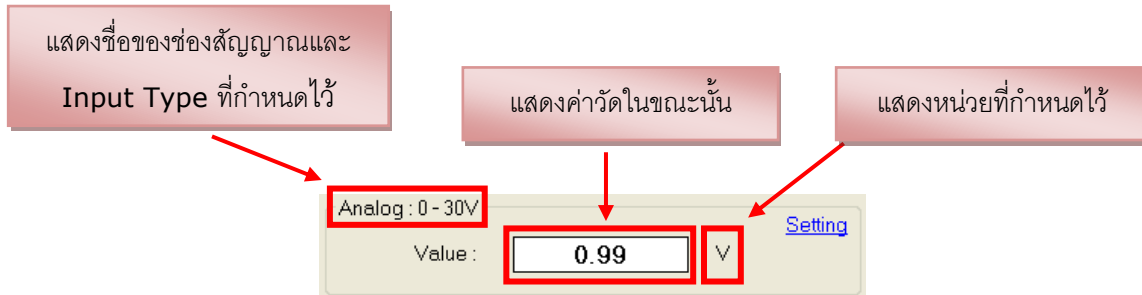 แสดงชื่อของช่องสัญญาณและ
Input Type ที่กำหนดไว้
แสดงค่าวัดในขณะนั้น
แสดงหน่วยที่กำหนดไว้
Analog : 0 - 30V
Setting
Value :
0.99
V